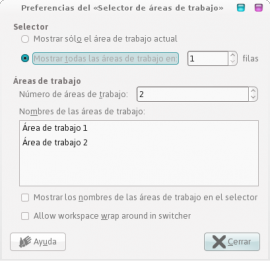 Preferencias del «Selector de áreas de trabajo»
Selector
Mostrar sólo el área de trabajo actual
Mostrar todas las áreas de trabajo en 1 filas
Áreas de trabajo
Número de áreas de trabajo: 2
Nombres de las áreas de trabajo:
Área de trabajo 1
Área de trabajo 2
Mostrar los nombres de las áreas de trabajo en el selector
Allow workspace wrap around in switcher
Ayuda Cerrar